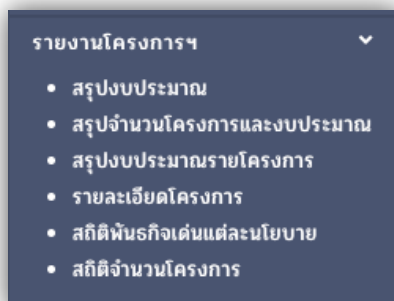 รายงานโครงการฯ
สรุปงบประมาณ
สรุปจำนวนโครงการและงบประมาณ
สรุปงบประมาณรายโครงการ
รายละเอียดโครงการ
สถิติพันธกิจเด่นแต่ละนโยบาย
สถิติจำนวนโครงการ